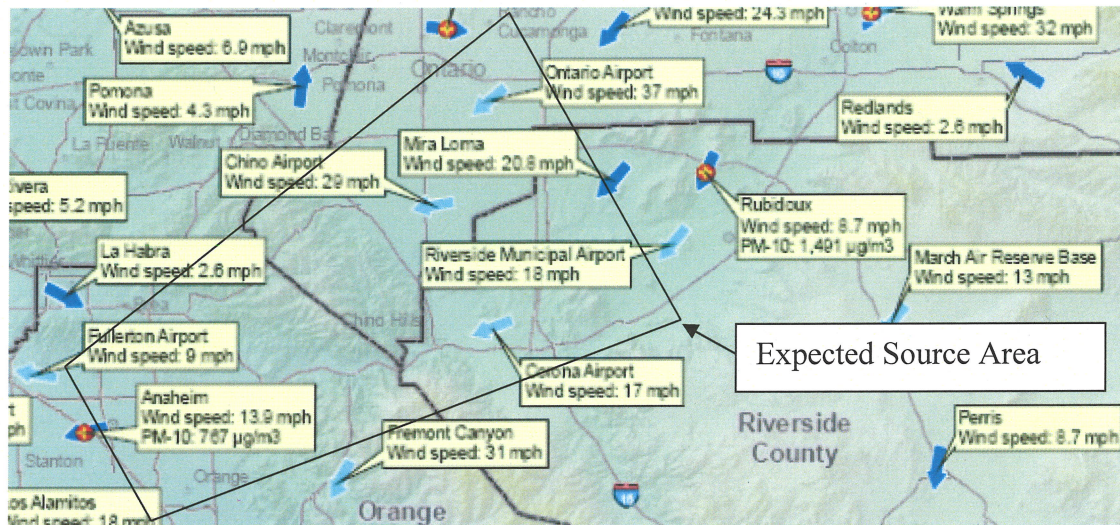 Azusa
Wind speed: 6.9 mph
Claremont
Rancho
Cucamonga
Wind speed: 24.3 mph
Fontana
Warm Springs
Wind speed: 32 mph
Colton
Montclair
Ontario
10
Pomona
Wind speed: 4.3 mph
Pomona
Ontario Airport
Wind speed: 37 mph
Redlands
Wind speed: 2.6 mph
La Puente
Walnut
Diamond Bar
Mira Loma
Wind speed: 20.8 mph
Chino Airport
Wind speed: 29 mph
Rivera
speed: 5.2 mph
Rubidoux
Wind speed: 8.7 mph
PM-10: 1,491 µg/m3
La Habra
Wind speed: 2.6 mph
Riverside Municipal Airport
Wind speed: 18 mph
March Air Reserve Base
Wind speed: 13 mph
Brea
Chino Hills
Fullerton Airport
Wind speed: 9 mph
Expected Source Area
Corona Airport
Wind speed: 17 mph
Anaheim
Wind speed: 13.9 mph
PM-10: 767 µg/m3
Fremont Canyon
Wind speed: 31 mph
Riverside
County
Perris
Wind speed: 8.7 mph
Stanton
Orange
Los Alamitos
Wind speed: 18 mph
Orange
15